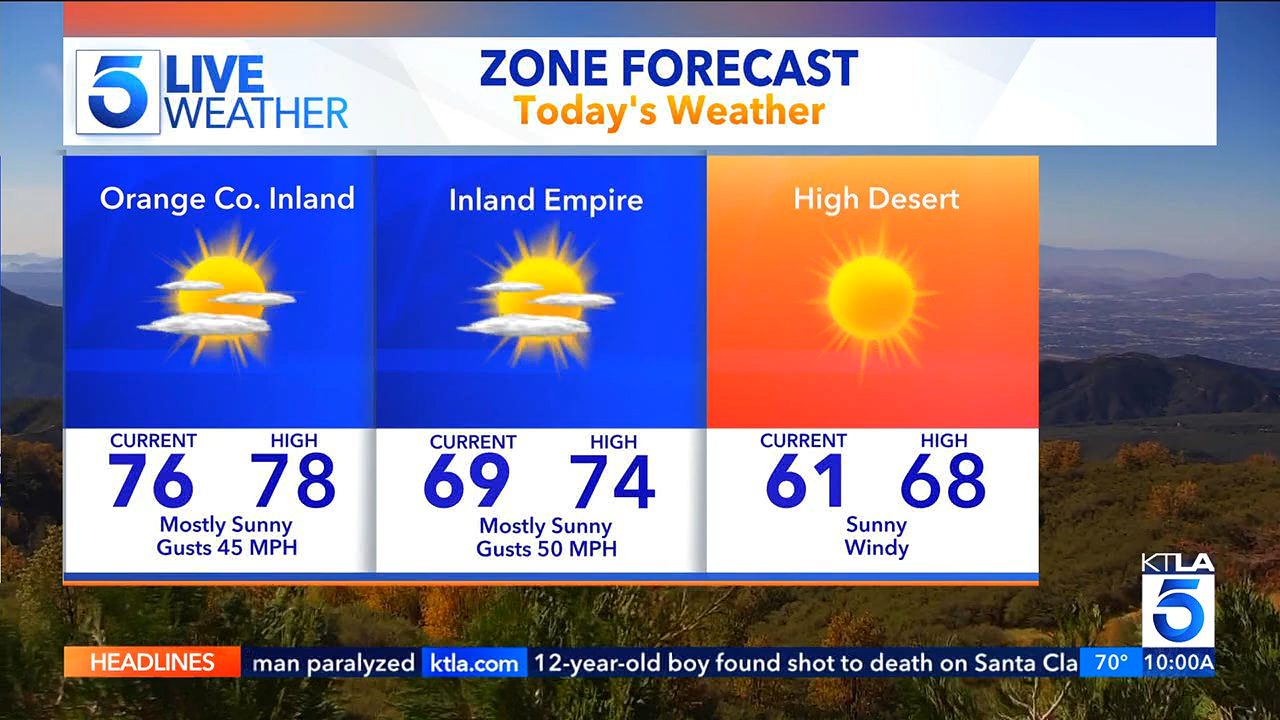 5 LIVE
WEATHER
ZONE FORECAST
Today's Weather
Orange Co. Inland
CURRENT HIGH
76 78
Mostly Sunny
Gusts 45 MPH
Inland Empire
CURRENT HIGH
69 74
Mostly Sunny
Gusts 50 MPH
High Desert
CURRENT HIGH
61 68
Sunny
Windy
KTLA
5
HEADLINES man paralyzed ktla.com 12-year-old boy found shot to death on Santa Cla 70° 10:00A